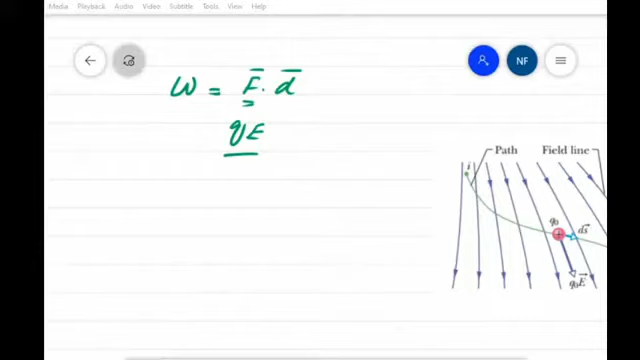 Media Playback Audio Video Subtitle Tools View Help
NF
W = F̅ · d̅
qE
Path Field line
i
q₀
ds⃗
q₀E⃗